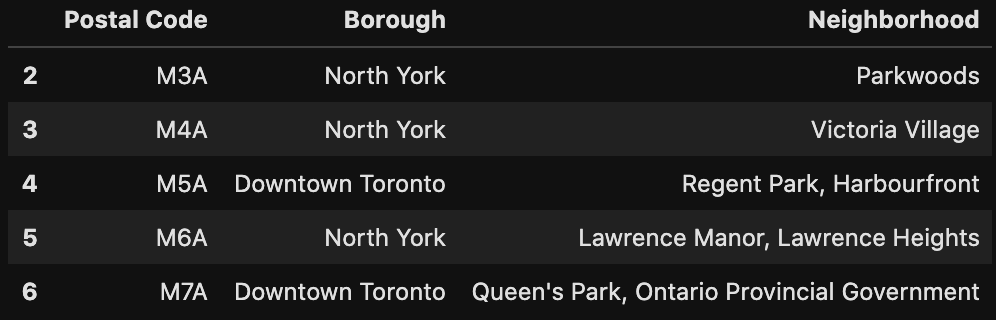 Postal Code Borough Neighborhood
2 M3A North York Parkwoods
3 M4A North York Victoria Village
4 M5A Downtown Toronto Regent Park, Harbourfront
5 M6A North York Lawrence Manor, Lawrence Heights
6 M7A Downtown Toronto Queen's Park, Ontario Provincial Government